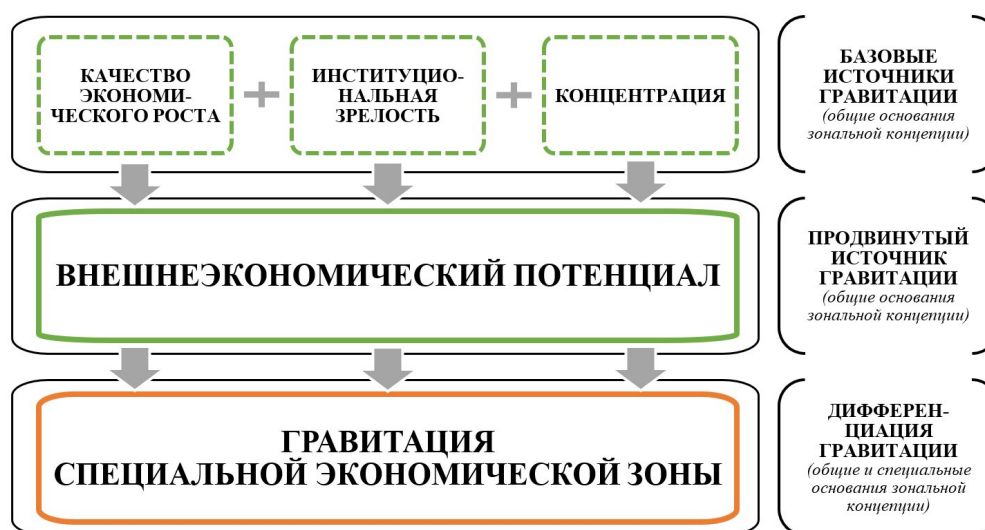 КАЧЕСТВО
ЭКОНОМИ-
ЧЕСКОГО РОСТА
ИНСТИТУЦИО-
НАЛЬНАЯ
ЗРЕЛОСТЬ
КОНЦЕНТРАЦИЯ
БАЗОВЫЕ
ИСТОЧНИКИ
ГРАВИТАЦИИ
(общие основания
зональной концепции)
ВНЕШНЕЭКОНОМИЧЕСКИЙ ПОТЕНЦИАЛ
ПРОДВИНУТЫЙ
ИСТОЧНИК
ГРАВИТАЦИИ
(общие основания
зональной концепции)
ГРАВИТАЦИЯ
СПЕЦИАЛЬНОЙ ЭКОНОМИЧЕСКОЙ ЗОНЫ
ДИФФЕРЕН-
ЦИАЦИЯ
ГРАВИТАЦИИ
(общие и специальные
основания зональной
концепции)